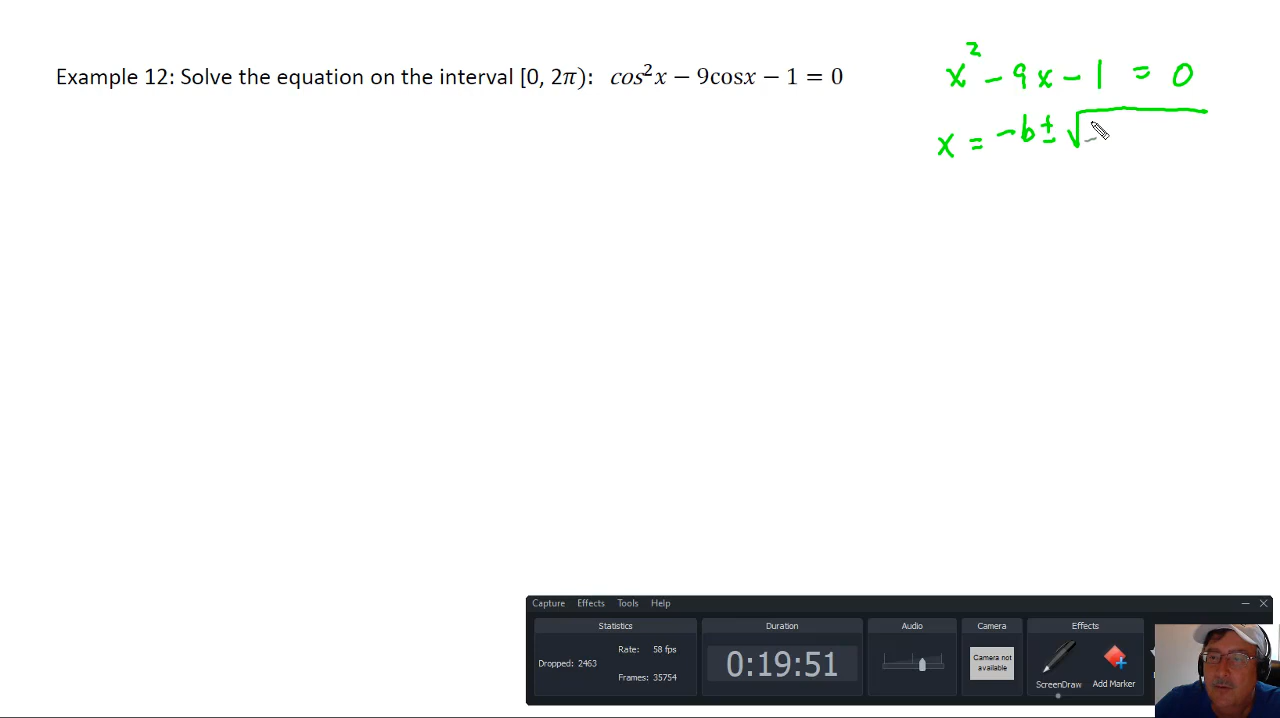 Example 12: Solve the equation on the interval [0, 2π): cos²x − 9cosx − 1 = 0
x² − 9x − 1 = 0
x = −b ± √
Capture Effects Tools Help
Statistics Duration Audio Camera Effects
Dropped: 2463
Rate: 58 fps
Frames: 35754
0:19:51
Camera not available
ScreenDraw
Add Marker